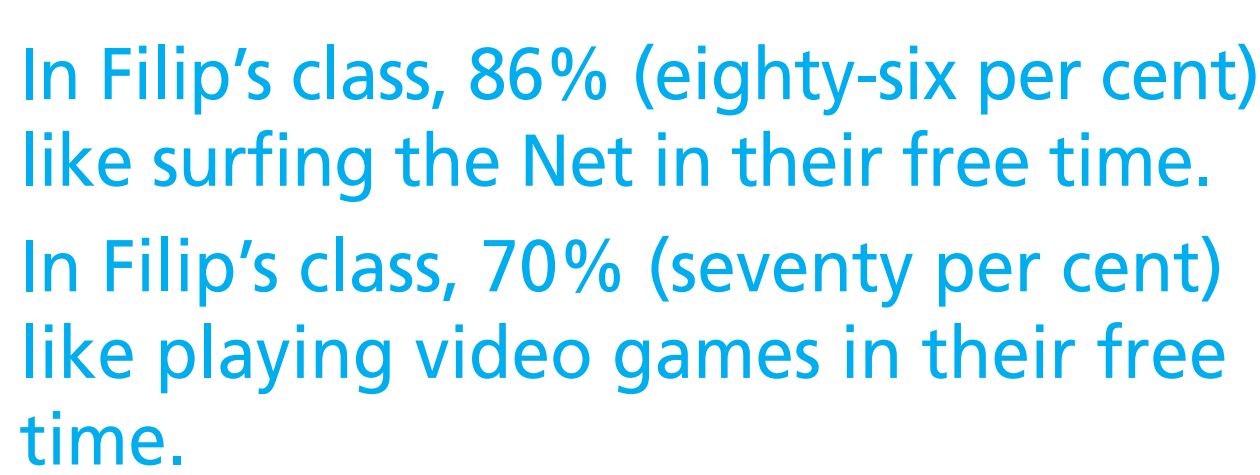 In Filip’s class, 86% (eighty-six per cent)
like surfing the Net in their free time.
In Filip’s class, 70% (seventy per cent)
like playing video games in their free
time.